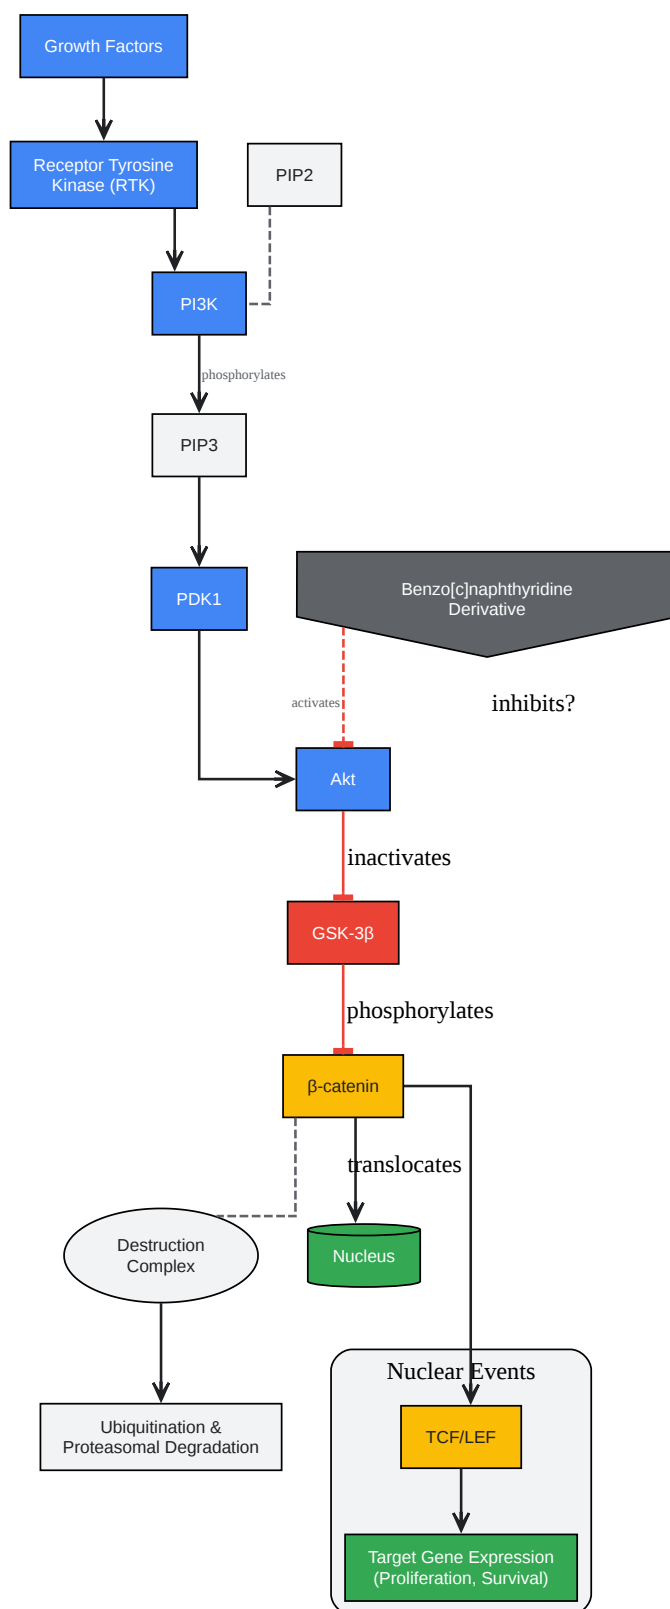 Growth Factors
Receptor Tyrosine
Kinase (RTK)
PIP2
PI3K
phosphorylates
PIP3
PDK1
Benzo[c]naphthyridine
Derivative
activates
inhibits?
Akt
inactivates
GSK-3β
phosphorylates
β-catenin
translocates
Destruction
Complex
Nucleus
Nuclear Events
Ubiquitination &
Proteasomal Degradation
TCF/LEF
Target Gene Expression
(Proliferation, Survival)